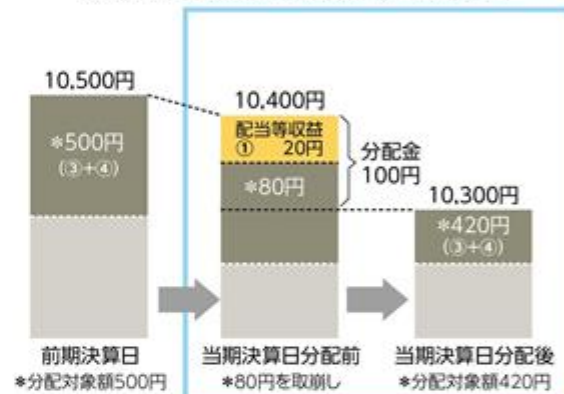 10,500円
*500円
(③+④)
10,400円
配当等収益
① 20円
*80円
分配金
100円
10,300円
*420円
(③+④)
前期決算日
*分配対象額500円
当期決算日分配前
*80円を取崩し
当期決算日分配後
*分配対象額420円